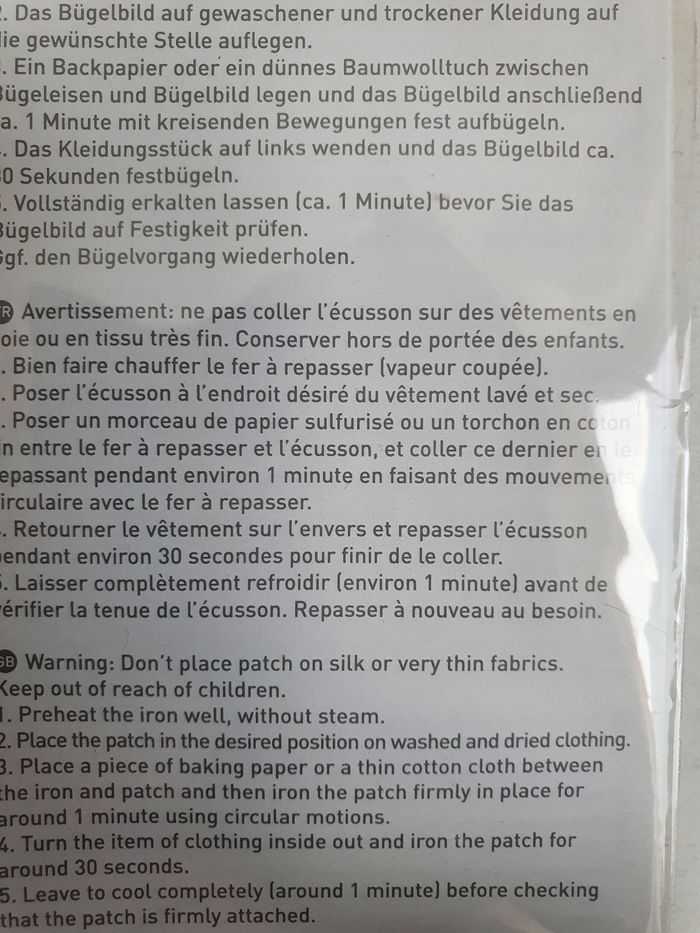 2. Das Bügelbild auf gewaschener und trockener Kleidung auf
die gewünschte Stelle auflegen.
3. Ein Backpapier oder ein dünnes Baumwolltuch zwischen
Bügeleisen und Bügelbild legen und das Bügelbild anschließend
ca. 1 Minute mit kreisenden Bewegungen fest aufbügeln.
4. Das Kleidungsstück auf links wenden und das Bügelbild ca.
30 Sekunden festbügeln.
5. Vollständig erkalten lassen (ca. 1 Minute) bevor Sie das
Bügelbild auf Festigkeit prüfen.
Ggf. den Bügelvorgang wiederholen.
FR Avertissement: ne pas coller l'écusson sur des vêtements en
soie ou en tissu très fin. Conserver hors de portée des enfants.
1. Bien faire chauffer le fer à repasser (vapeur coupée).
2. Poser l'écusson à l'endroit désiré du vêtement lavé et sec.
3. Poser un morceau de papier sulfurisé ou un torchon en coton
fin entre le fer à repasser et l'écusson, et coller ce dernier en le
repassant pendant environ 1 minute en faisant des mouvements
circulaire avec le fer à repasser.
4. Retourner le vêtement sur l'envers et repasser l'écusson
pendant environ 30 secondes pour finir de le coller.
5. Laisser complètement refroidir (environ 1 minute) avant de
vérifier la tenue de l'écusson. Repasser à nouveau au besoin.
GB Warning: Don't place patch on silk or very thin fabrics.
Keep out of reach of children.
1. Preheat the iron well, without steam.
2. Place the patch in the desired position on washed and dried clothing.
3. Place a piece of baking paper or a thin cotton cloth between
the iron and patch and then iron the patch firmly in place for
around 1 minute using circular motions.
4. Turn the item of clothing inside out and iron the patch for
around 30 seconds.
5. Leave to cool completely (around 1 minute) before checking
that the patch is firmly attached.